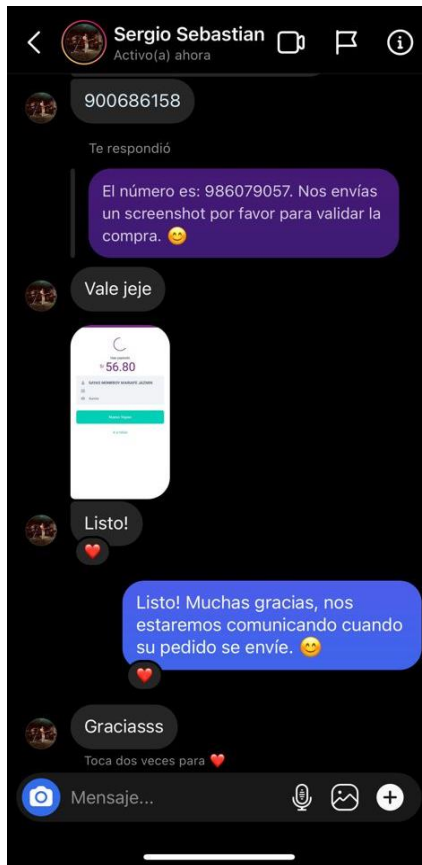 Sergio Sebastian
Activo(a) ahora
900686158
Te respondió
El número es: 986079057. Nos envías
un screenshot por favor para validar la
compra. 😊
Vale jeje
56.80
Listo!
❤️
Listo! Muchas gracias, nos
estaremos comunicando cuando
su pedido se envíe. 😊
❤️
Graciasss
Toca dos veces para ❤️
Mensaje...